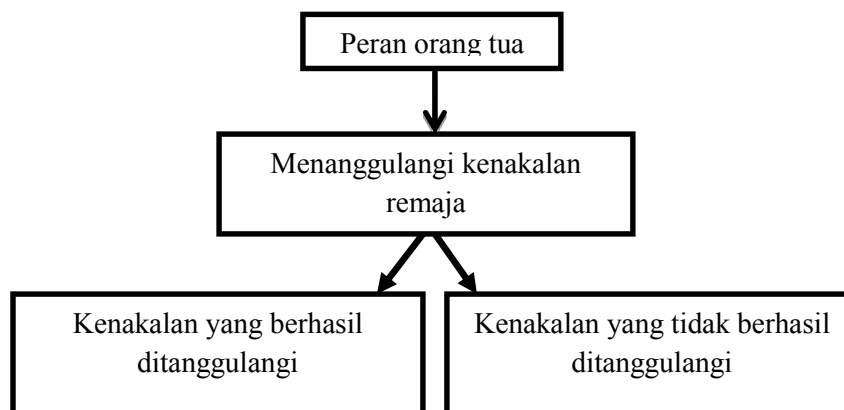 Peran orang tua
Menanggulangi kenakalan
remaja
Kenakalan yang berhasil
ditanggulangi
Kenakalan yang tidak berhasil
ditanggulangi